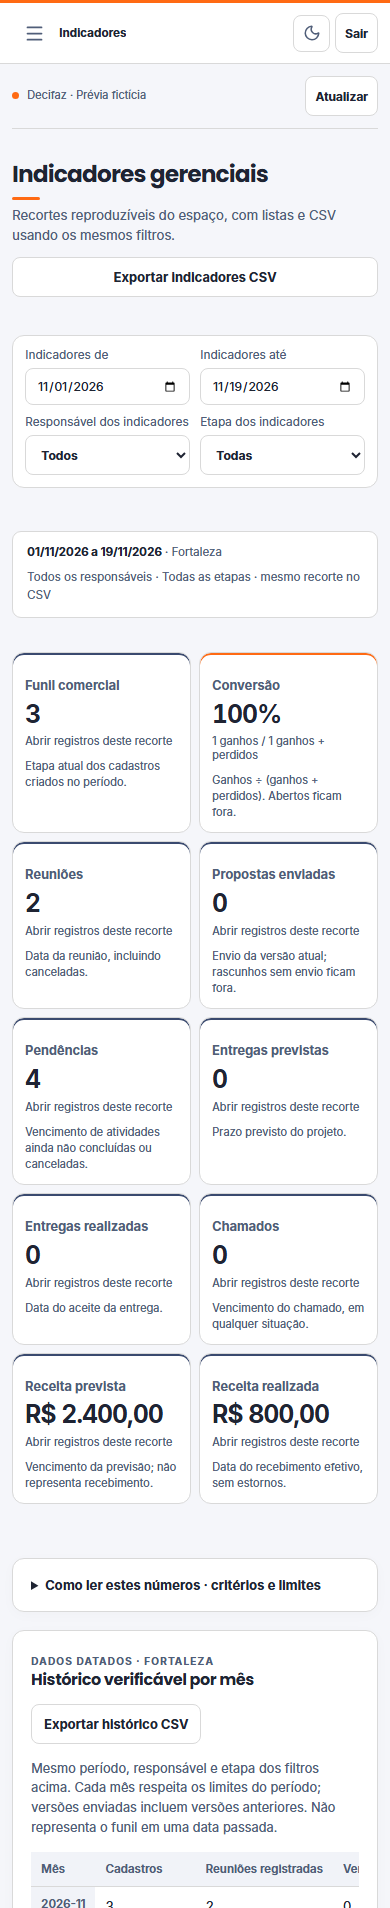 Indicadores
Sair
Decifaz · Prévia fictícia
Atualizar
Indicadores gerenciais
Recortes reproduzíveis do espaço, com listas e CSV
usando os mesmos filtros.
Exportar indicadores CSV
Indicadores de
Indicadores até
11/01/2026
11/19/2026
Responsável dos indicadores
Etapa dos indicadores
Todos
Todas
01/11/2026 a 19/11/2026 · Fortaleza
Todos os responsáveis · Todas as etapas · mesmo recorte no
CSV
Funil comercial
3
Abrir registros deste recorte
Etapa atual dos cadastros
criados no período.
Conversão
100%
1 ganhos / 1 ganhos +
perdidos
Ganhos ÷ (ganhos +
perdidos). Abertos ficam
fora.
Reuniões
2
Abrir registros deste recorte
Data da reunião, incluindo
canceladas.
Propostas enviadas
0
Abrir registros deste recorte
Envio da versão atual;
rascunhos sem envio ficam
fora.
Pendências
4
Abrir registros deste recorte
Vencimento de atividades
ainda não concluídas ou
canceladas.
Entregas previstas
0
Abrir registros deste recorte
Prazo previsto do projeto.
Entregas realizadas
0
Abrir registros deste recorte
Data do aceite da entrega.
Chamados
0
Abrir registros deste recorte
Vencimento do chamado, em
qualquer situação.
Receita prevista
R$ 2.400,00
Abrir registros deste recorte
Vencimento da previsão; não
representa recebimento.
Receita realizada
R$ 800,00
Abrir registros deste recorte
Data do recebimento efetivo,
sem estornos.
Como ler estes números · critérios e limites
DADOS DATADOS · FORTALEZA
Histórico verificável por mês
Exportar histórico CSV
Mesmo período, responsável e etapa dos filtros
acima. Cada mês respeita os limites do período;
versões enviadas incluem versões anteriores. Não
representa o funil em uma data passada.
Mês
Cadastros
Reuniões registradas
2026-11
3
2
0